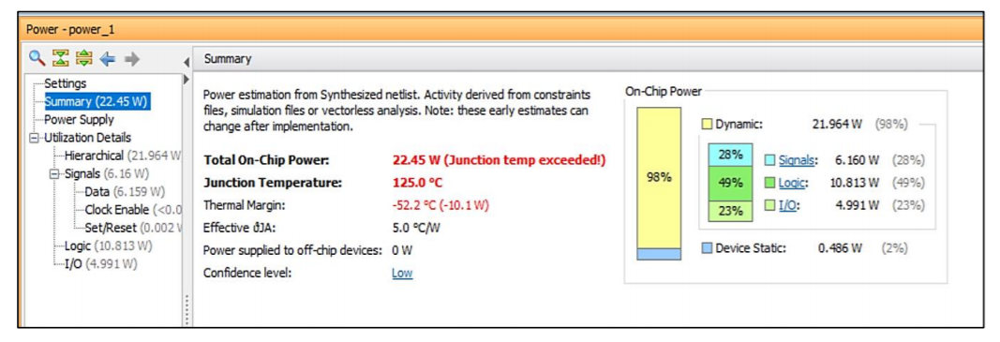 Power - power_1
Summary
Settings
Summary (22.45 W)
Power Supply
Utilization Details
Hierarchical (21.964 W
Signals (6.16 W)
Data (6.159 W)
Clock Enable (<0.0
Set/Reset (0.002 W
Logic (10.813 W)
I/O (4.991 W)
Power estimation from Synthesized netlist. Activity derived from constraints
files, simulation files or vectorless analysis. Note: these early estimates can
change after implementation.
Total On-Chip Power: 22.45 W (Junction temp exceeded!)
Junction Temperature: 125.0 °C
Thermal Margin: -52.2 °C (-10.1 W)
Effective ϑJA: 5.0 °C/W
Power supplied to off-chip devices: 0 W
Confidence level: Low
On-Chip Power
98%
Dynamic: 21.964 W (98%)
28% Signals: 6.160 W (28%)
49% Logic: 10.813 W (49%)
23% I/O: 4.991 W (23%)
Device Static: 0.486 W (2%)